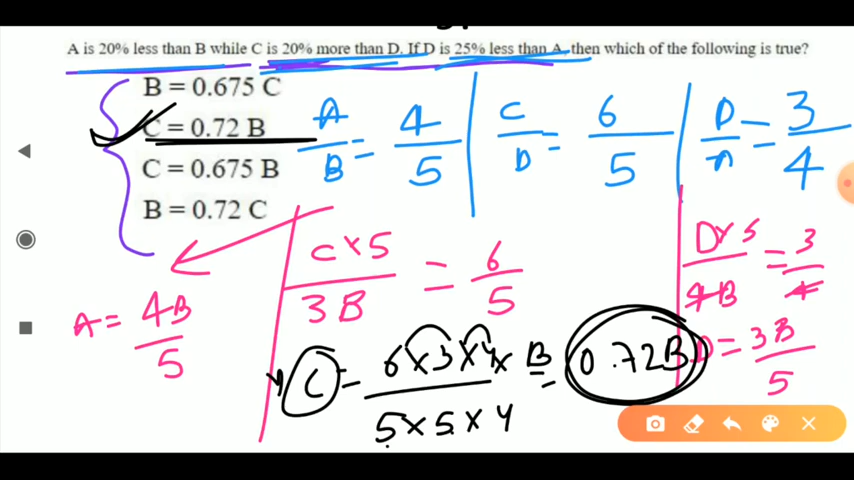 A is 20% less than B while C is 20% more than D. If D is 25% less than A, then which of the following is true?
B = 0.675 C
C = 0.72 B
C = 0.675 B
B = 0.72 C
A/B = 4/5
C/D = 6/5
D/A = 3/4
A = 4B/5
C×5/3B = 6/5
D×5/4B = 3/4
D = 3B/5
C = 6×3×4×B/5×5×4 = 0.72B